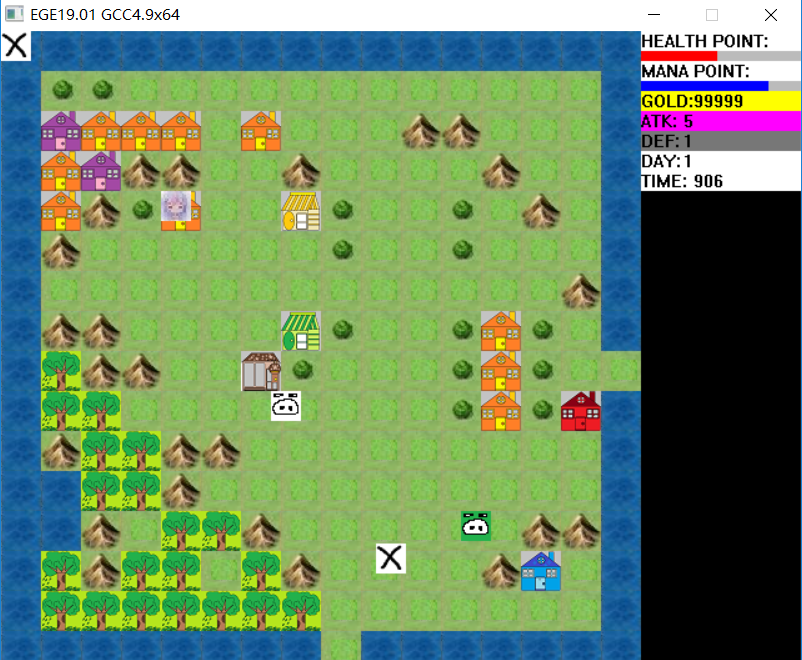 EGE19.01 GCC4.9x64
HEALTH POINT:
MANA POINT:
GOLD:99999
ATK: 5
DEF: 1
DAY:1
TIME: 906